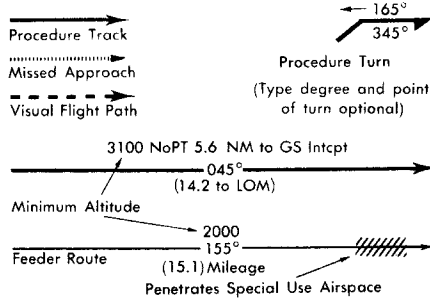 Procedure Track
Missed Approach
Visual Flight Path
165°
345°
Procedure Turn
(Type degree and point
of turn optional)
3100 NoPT 5.6 NM to GS Intcpt
045°
(14.2 to LOM)
Minimum Altitude
2000
Feeder Route
155°
(15.1) Mileage
Penetrates Special Use Airspace